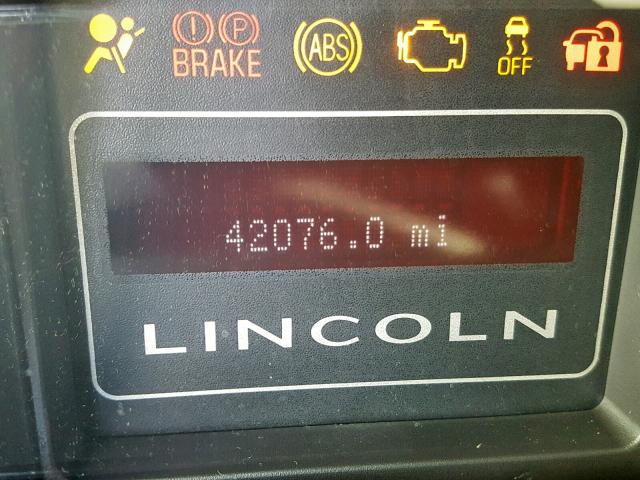 (!) (P) ABS
BRAKE OFF
42076.0 mi
LINCOLN